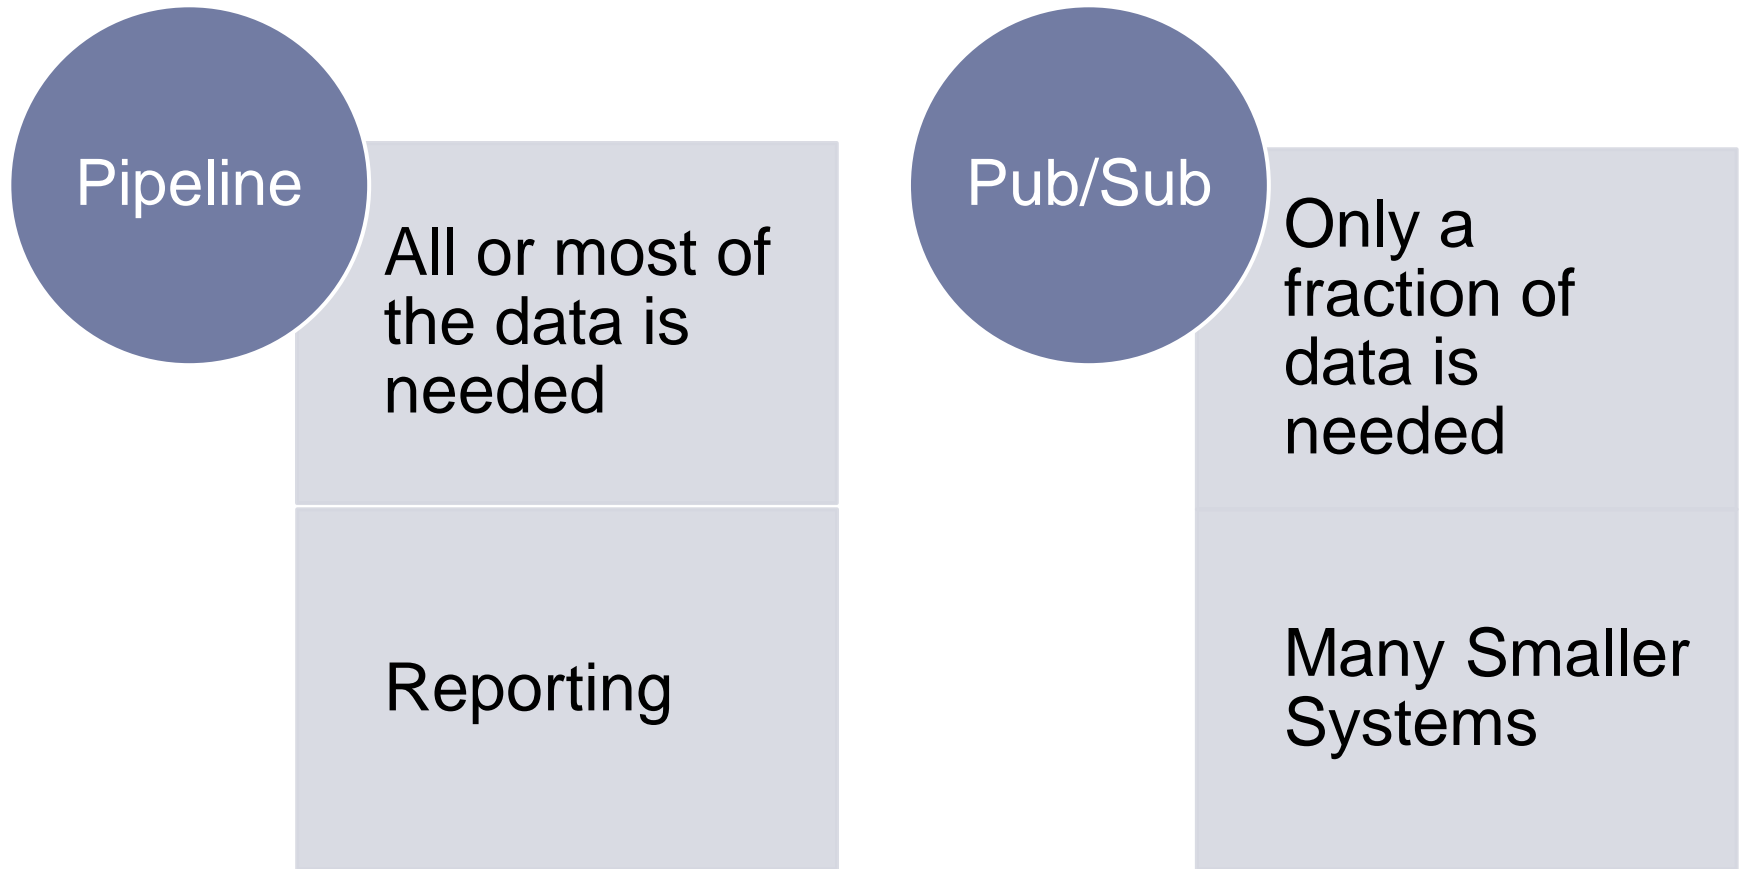 Pipeline
All or most of
the data is
needed
Reporting
Pub/Sub
Only a
fraction of
data is
needed
Many Smaller
Systems